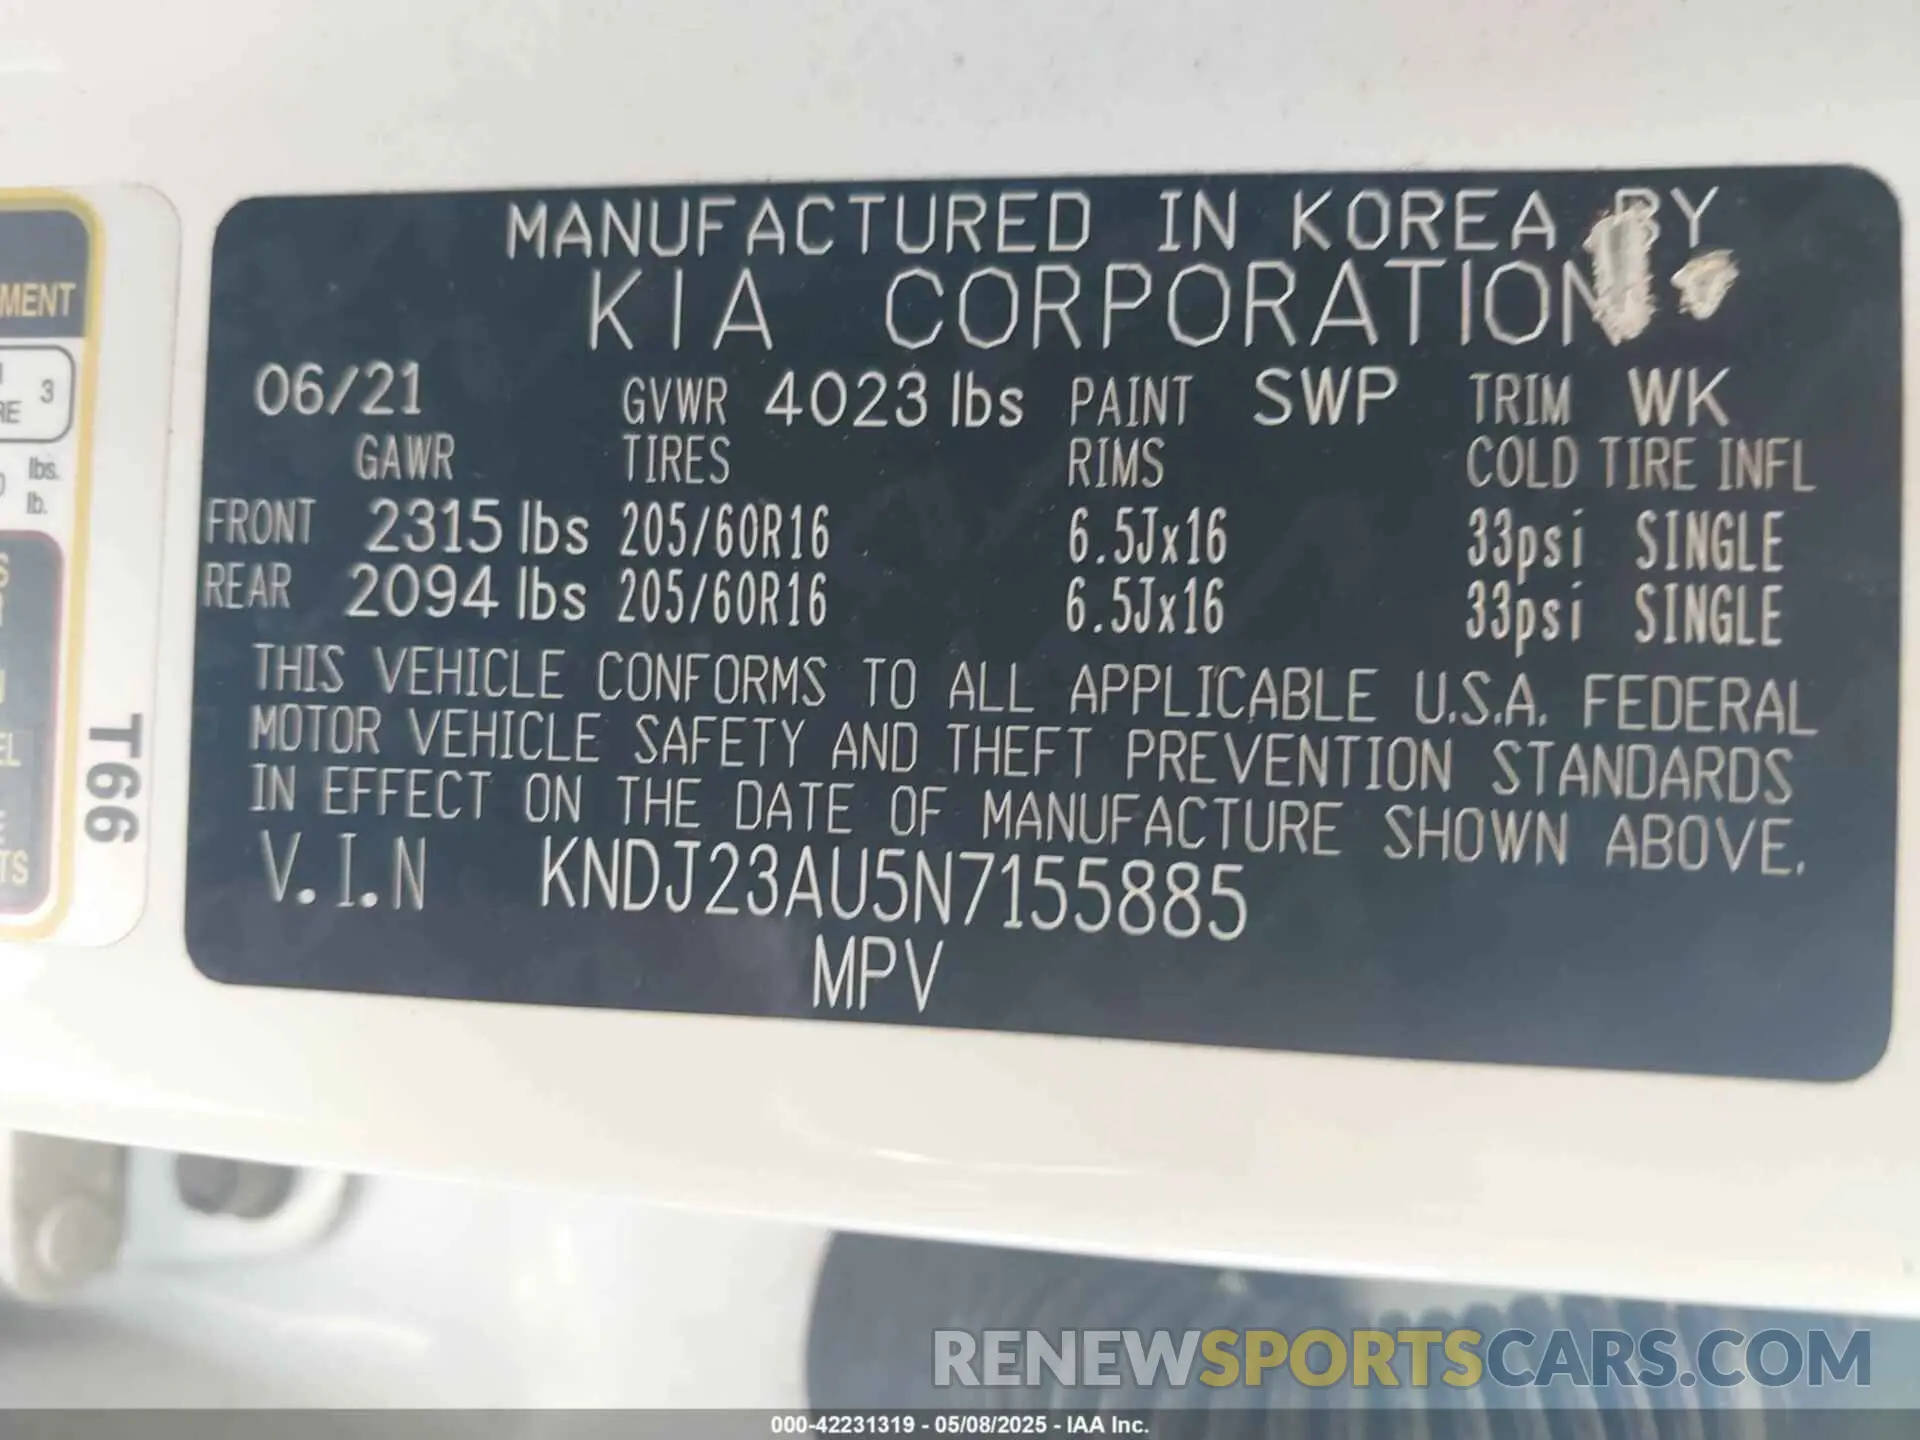 MANUFACTURED IN KOREA BY
KIA CORPORATION
06/21 GVWR 4023 lbs PAINT SWP TRIM WK
GAWR TIRES RIMS COLD TIRE INFL
FRONT 2315 lbs 205/60R16 6.5Jx16 33psi SINGLE
REAR 2094 lbs 205/60R16 6.5Jx16 33psi SINGLE
THIS VEHICLE CONFORMS TO ALL APPLICABLE U.S.A. FEDERAL
MOTOR VEHICLE SAFETY AND THEFT PREVENTION STANDARDS
IN EFFECT ON THE DATE OF MANUFACTURE SHOWN ABOVE.
V.I.N KNDJ23AU5N7155885
MPV
MENT
3
lbs.
lb.
T66
RENEWSPORTSCARS.COM
000-42231319 - 05/08/2025 - IAA Inc.